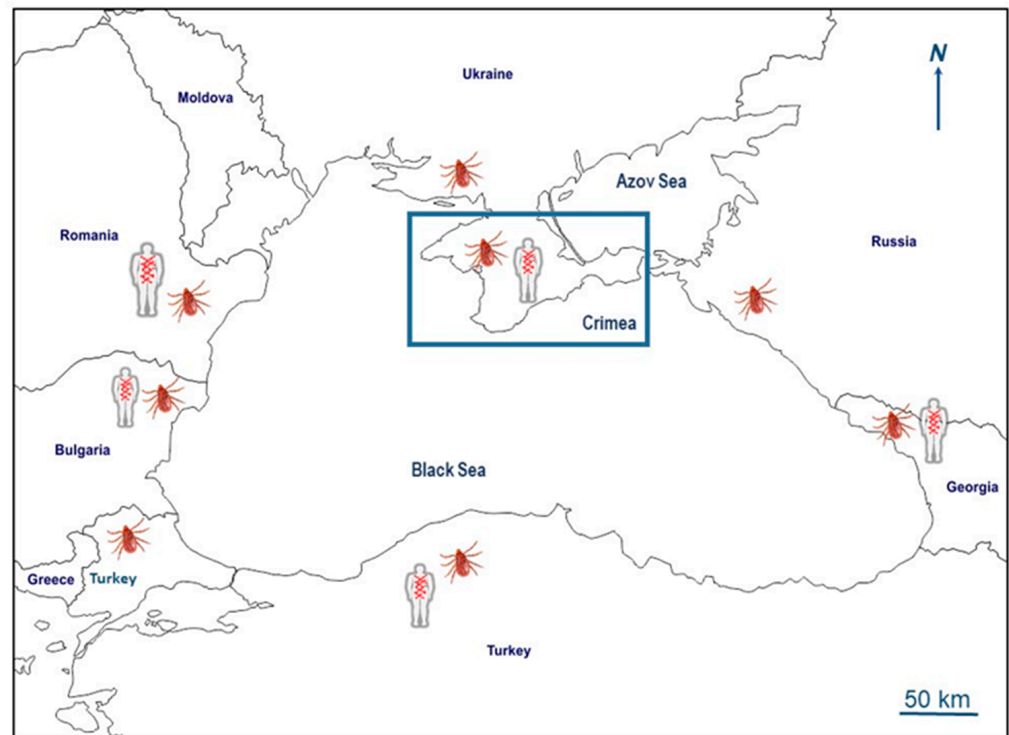 Ukraine
N
Moldova
Azov Sea
Romania
Russia
Crimea
Bulgaria
Black Sea
Georgia
Greece
Turkey
Turkey
50 km